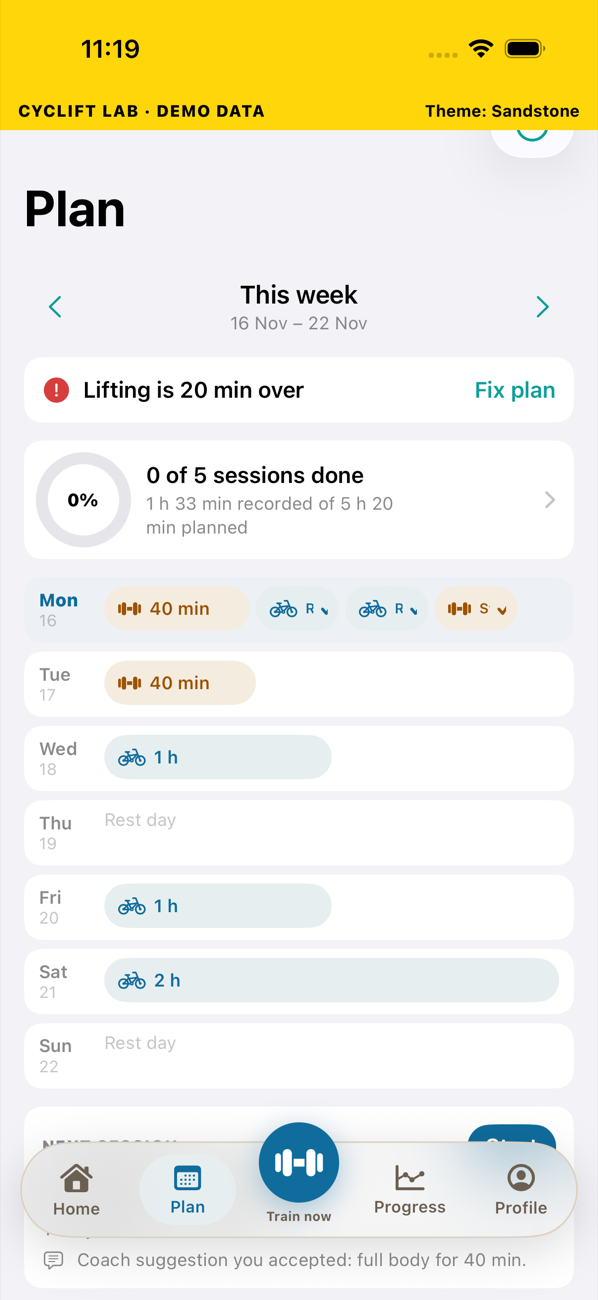 11:19
CYCLIFT LAB · DEMO DATA
Theme: Sandstone
Plan
This week
16 Nov – 22 Nov
Lifting is 20 min over
Fix plan
0%
0 of 5 sessions done
1 h 33 min recorded of 5 h 20
min planned
Mon
16
40 min
R
R
S
Tue
17
40 min
Wed
18
1 h
Thu
19
Rest day
Fri
20
1 h
Sat
21
2 h
Sun
22
Rest day
Home
Plan
Train now
Progress
Profile
Coach suggestion you accepted: full body for 40 min.